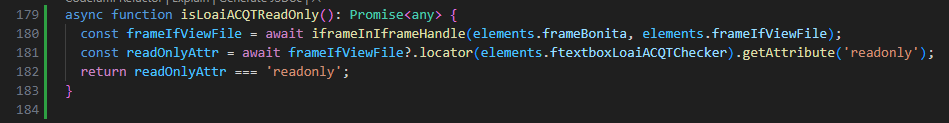 Codeium: Refactor | Explain | Generate JSDoc | X
179 async function isLoaiACQTReadOnly(): Promise<any> {
180 const frameIfViewFile = await iframeInIframeHandle(elements.frameBonita, elements.frameIfViewFile);
181 const readOnlyAttr = await frameIfViewFile?.locator(elements.ftextboxLoaiACQTChecker).getAttribute('readonly');
182 return readOnlyAttr === 'readonly';
183 }
184